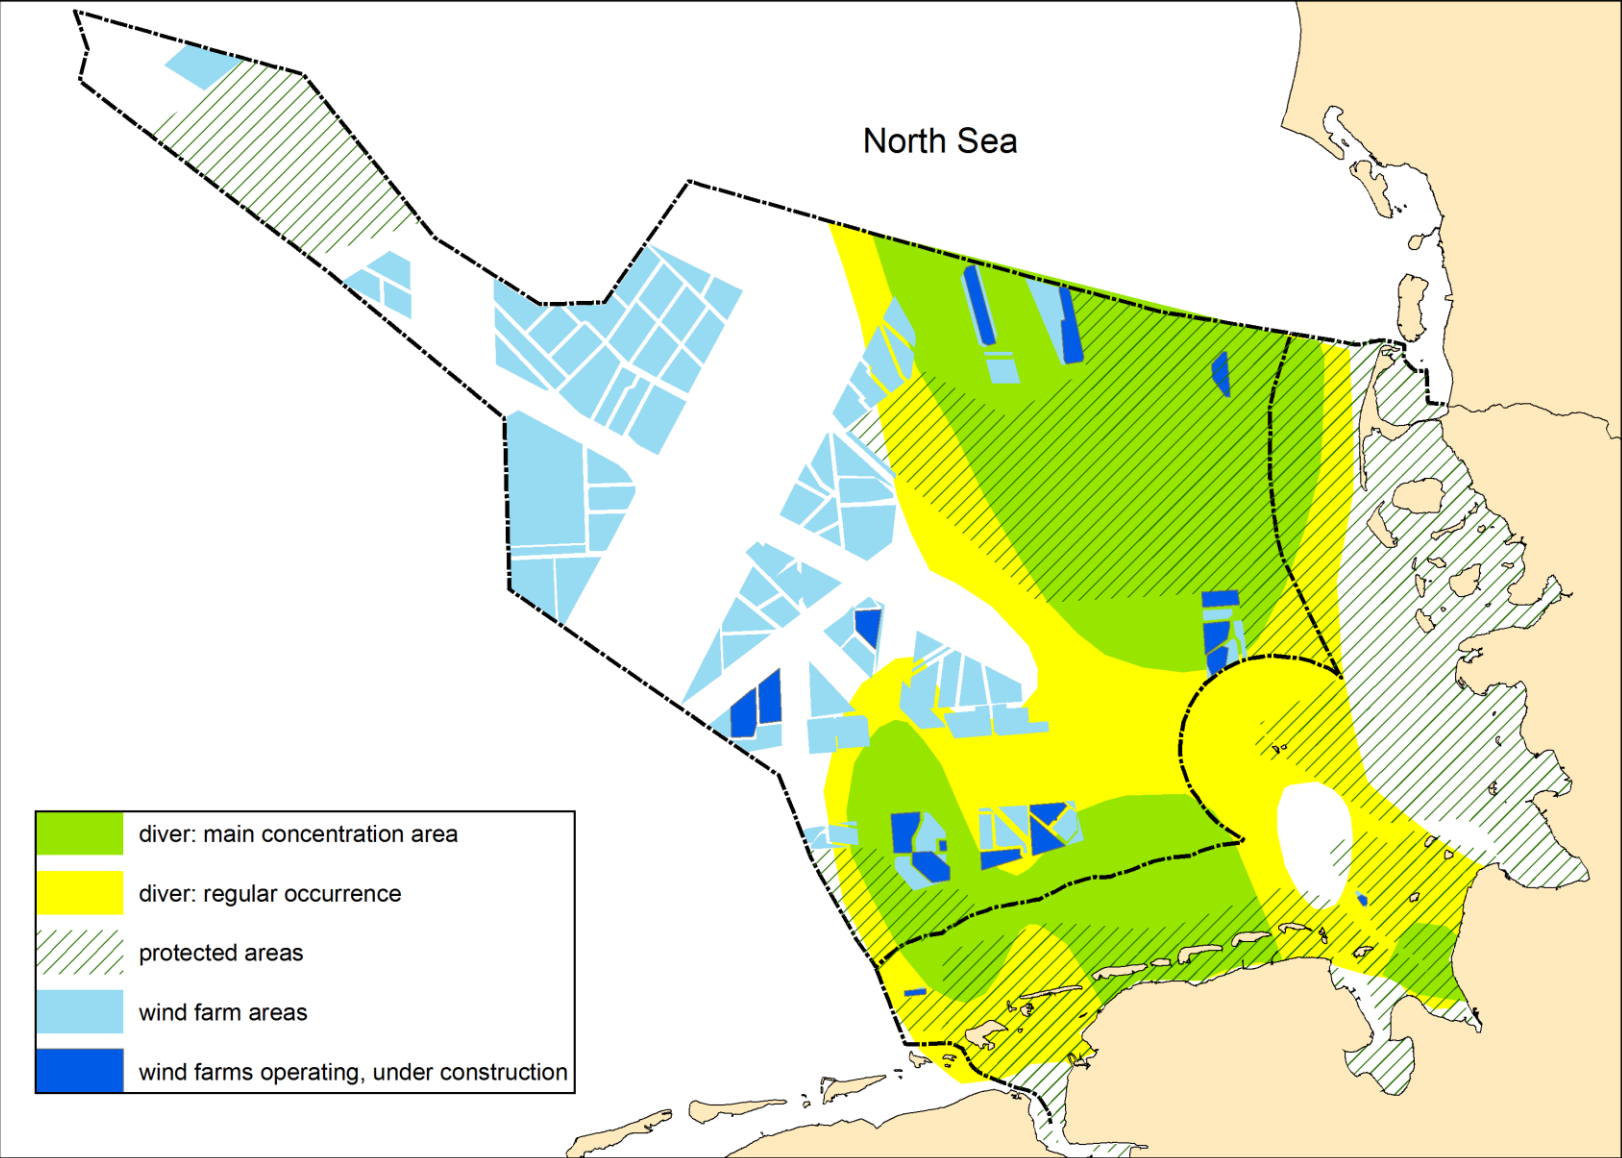 North Sea
diver: main concentration area
diver: regular occurrence
protected areas
wind farm areas
wind farms operating, under construction